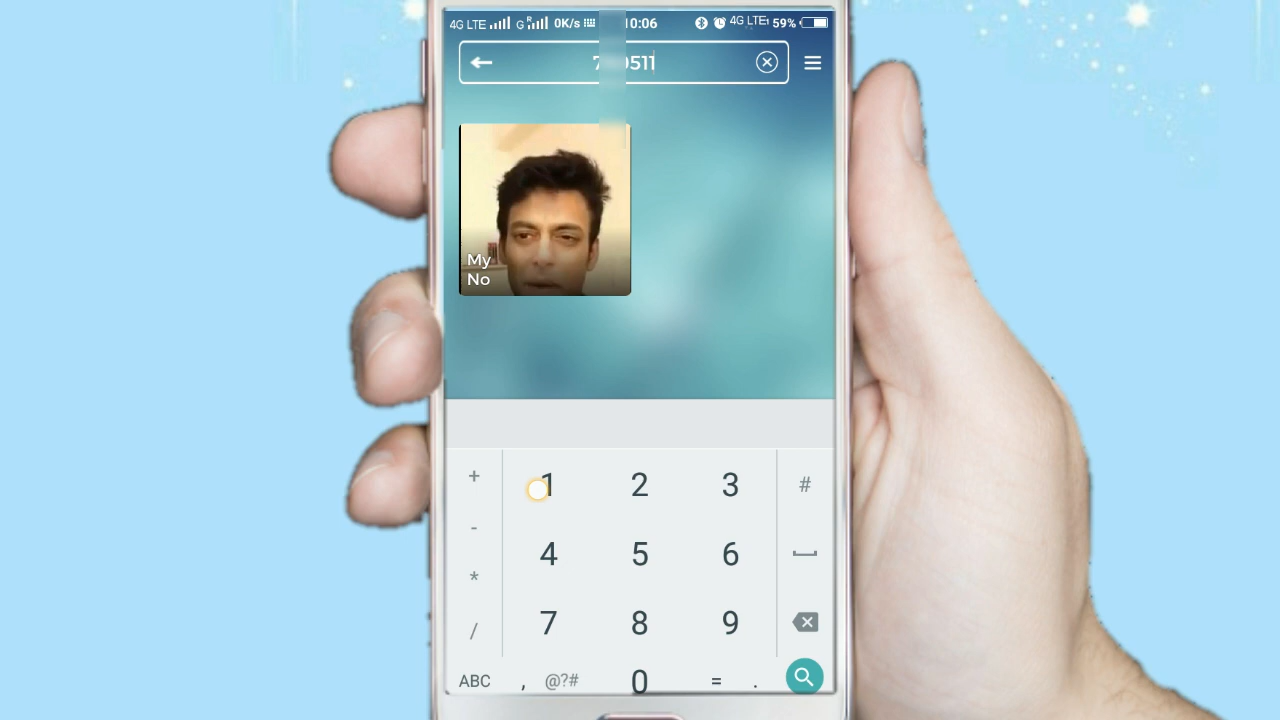 4G LTE G R 0K/s 10:06 4G LTE 59%
0511
My
No
+ 1 2 3 #
- 4 5 6
* 7 8 9
/
ABC , @?# 0 = .